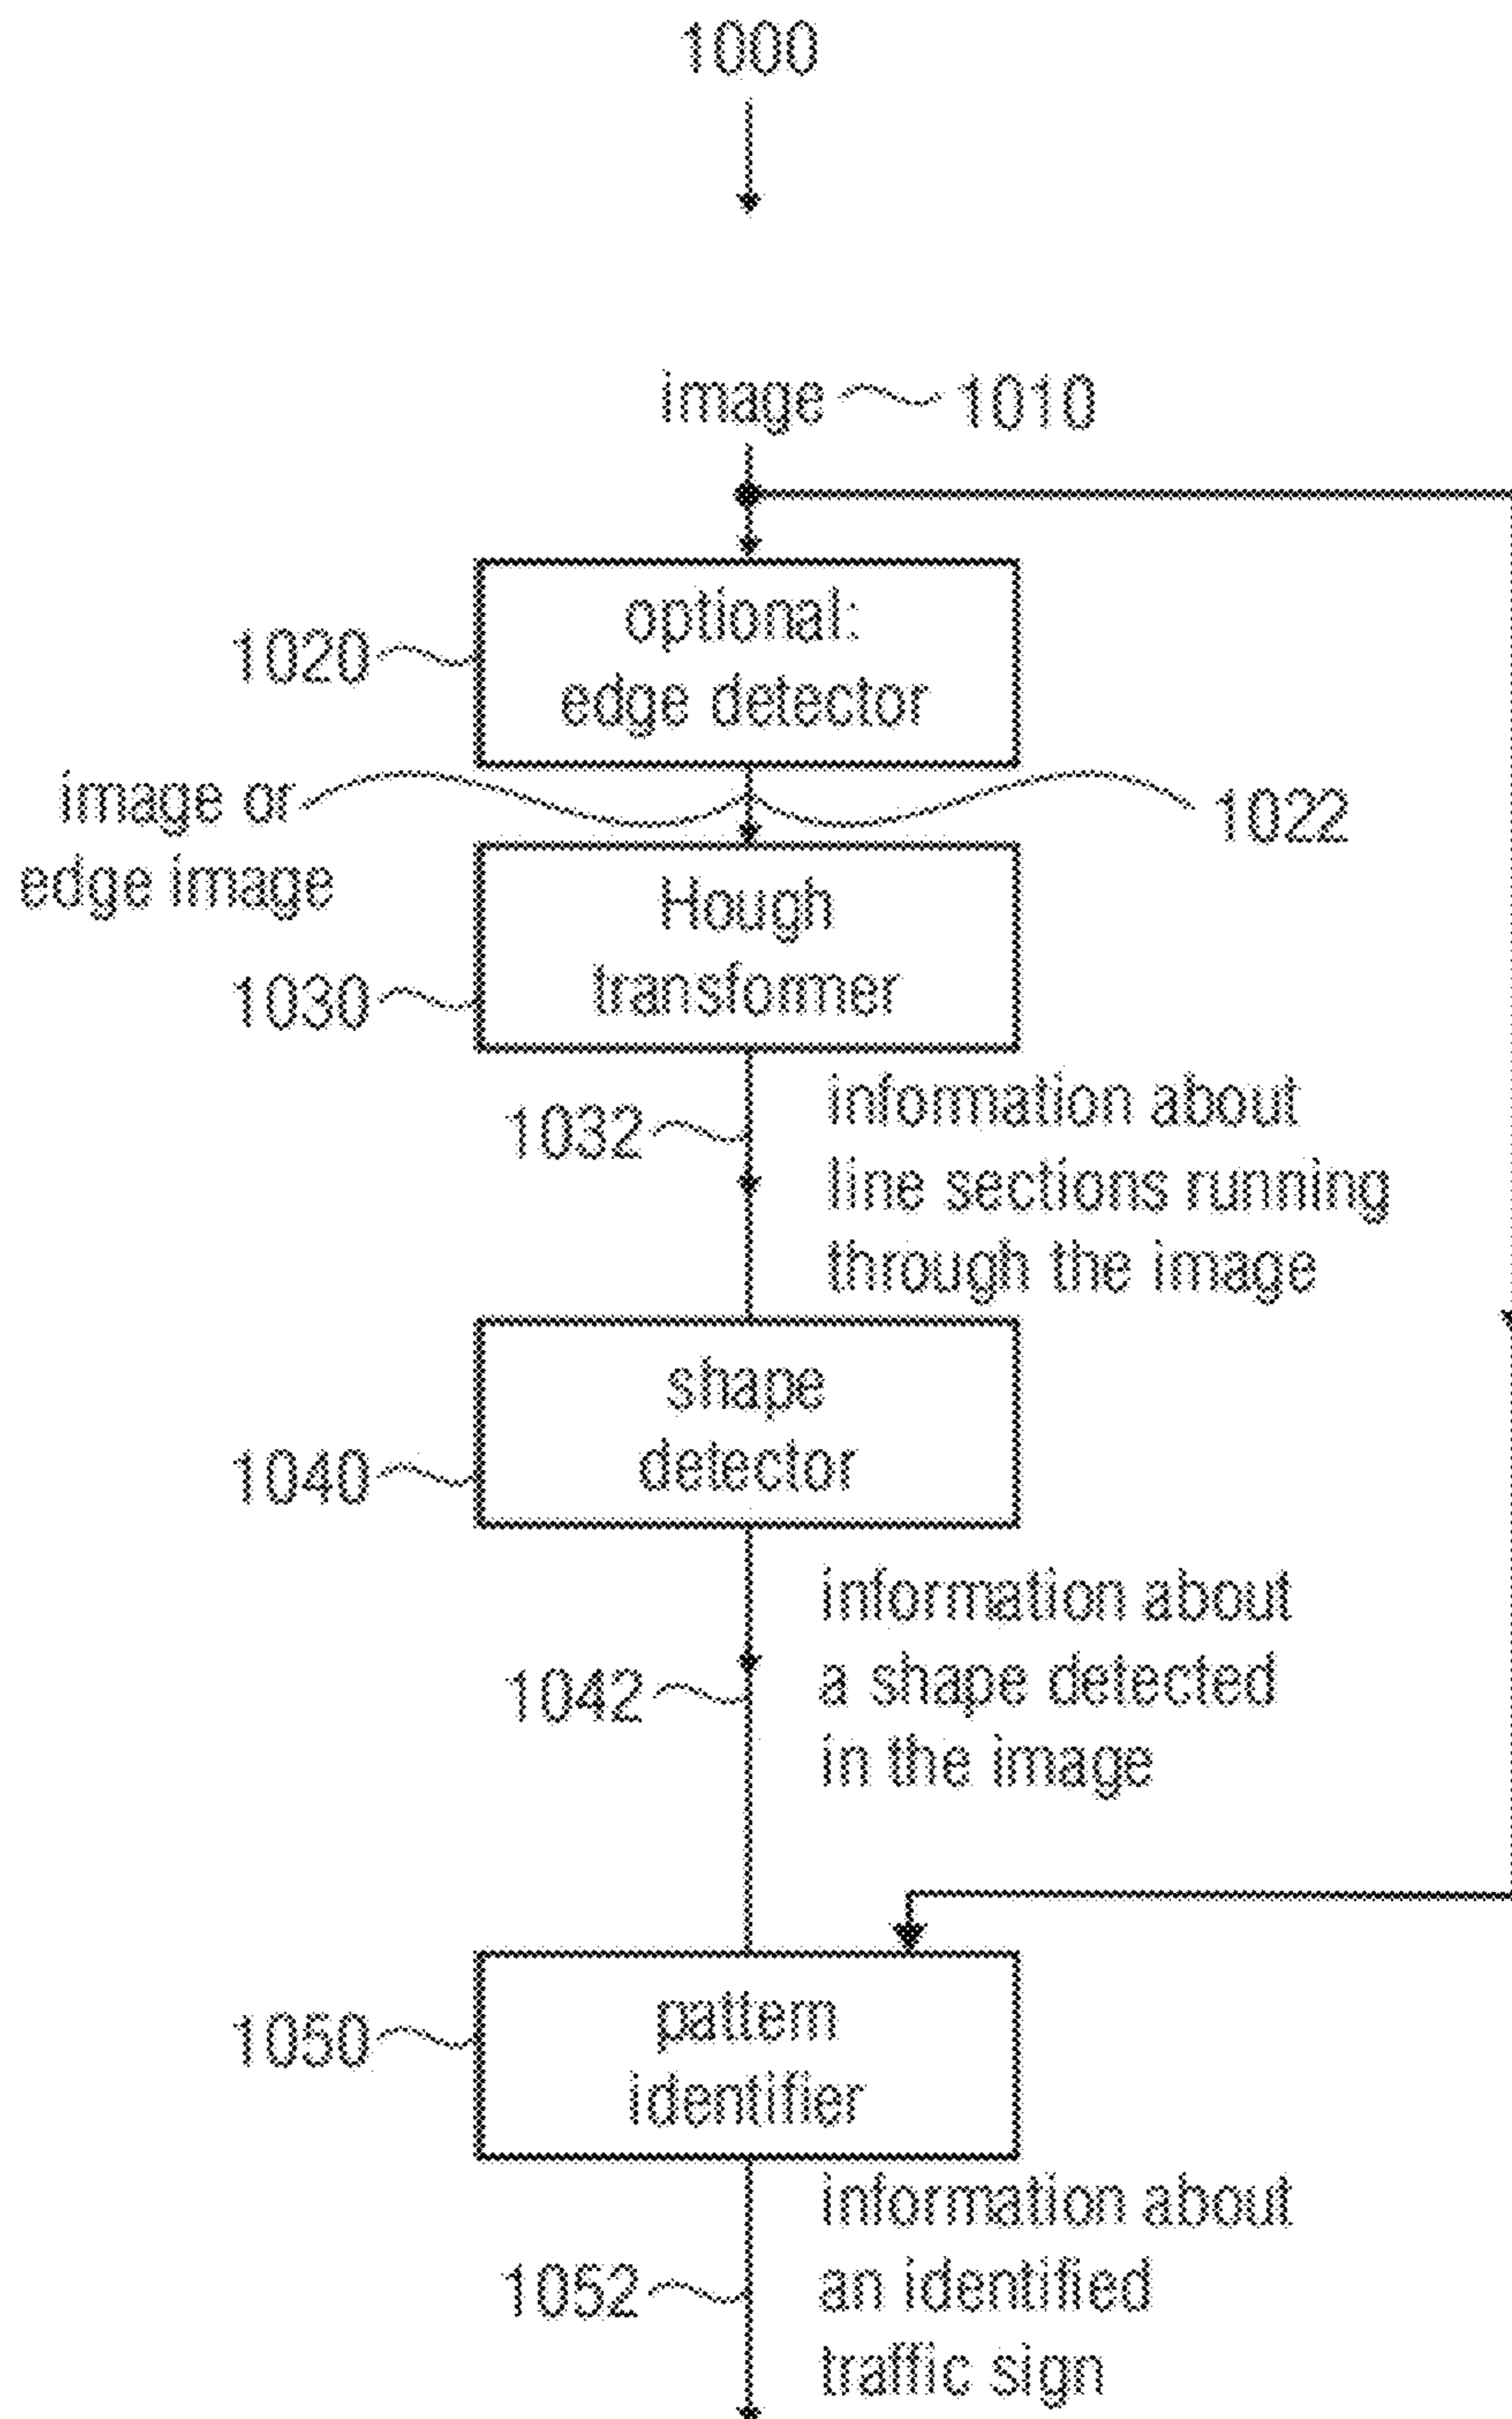 1000
image 1010
optional:
1020
edge detector
image or
1022
edge image
Hough
1030
transformer
information about
1032
line sections running
through the image
shape
1040
detector
information about
1042
a shape detected
in the image
1050
pattern
identifier
information about
1052
an identified
traffic sign